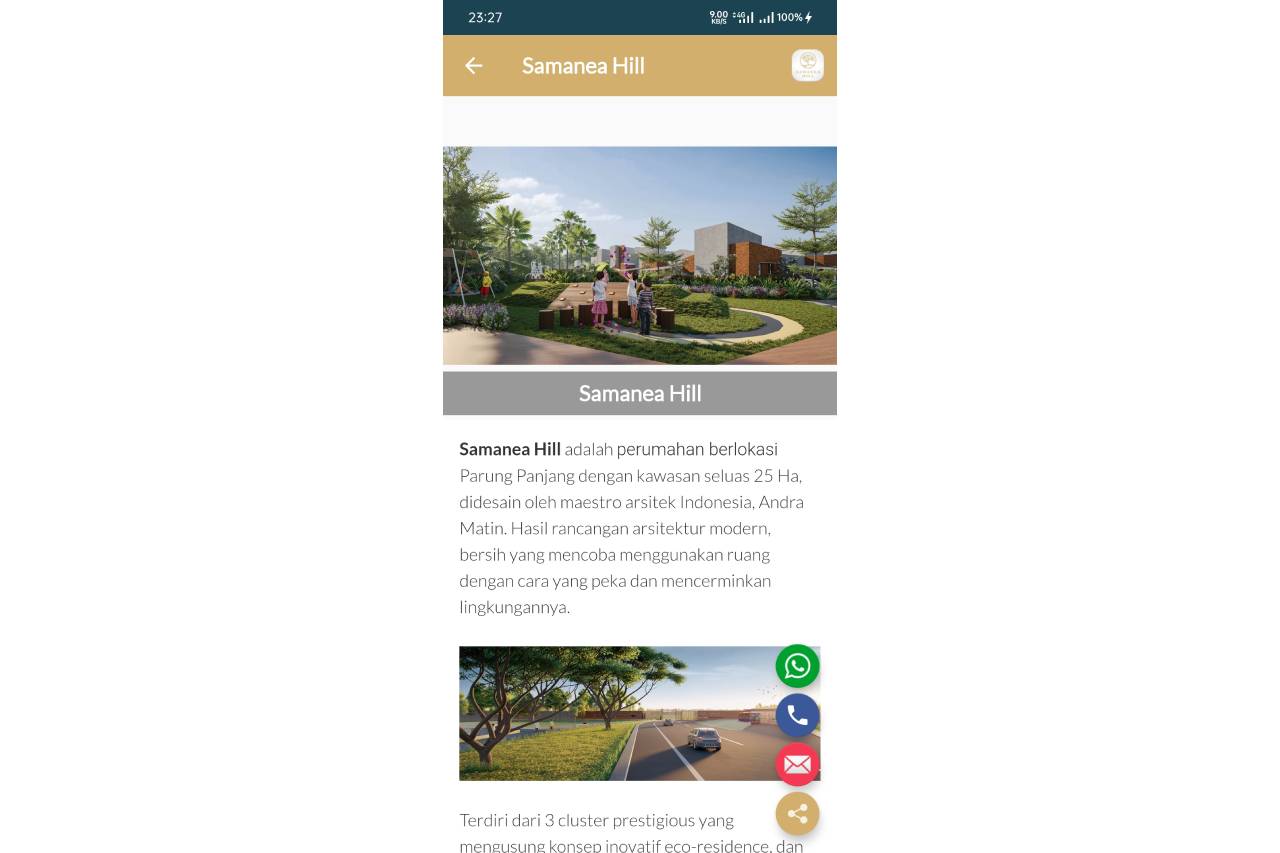 23:27
9.00 KB/S 4G 100%
Samanea Hill
SAMANEA
HILL
Samanea Hill
Samanea Hill adalah perumahan berlokasi
Parung Panjang dengan kawasan seluas 25 Ha,
didesain oleh maestro arsitek Indonesia, Andra
Matin. Hasil rancangan arsitektur modern,
bersih yang mencoba menggunakan ruang
dengan cara yang peka dan mencerminkan
lingkungannya.
Terdiri dari 3 cluster prestigious yang
mengusung konsep inovatif eco-residence, dan